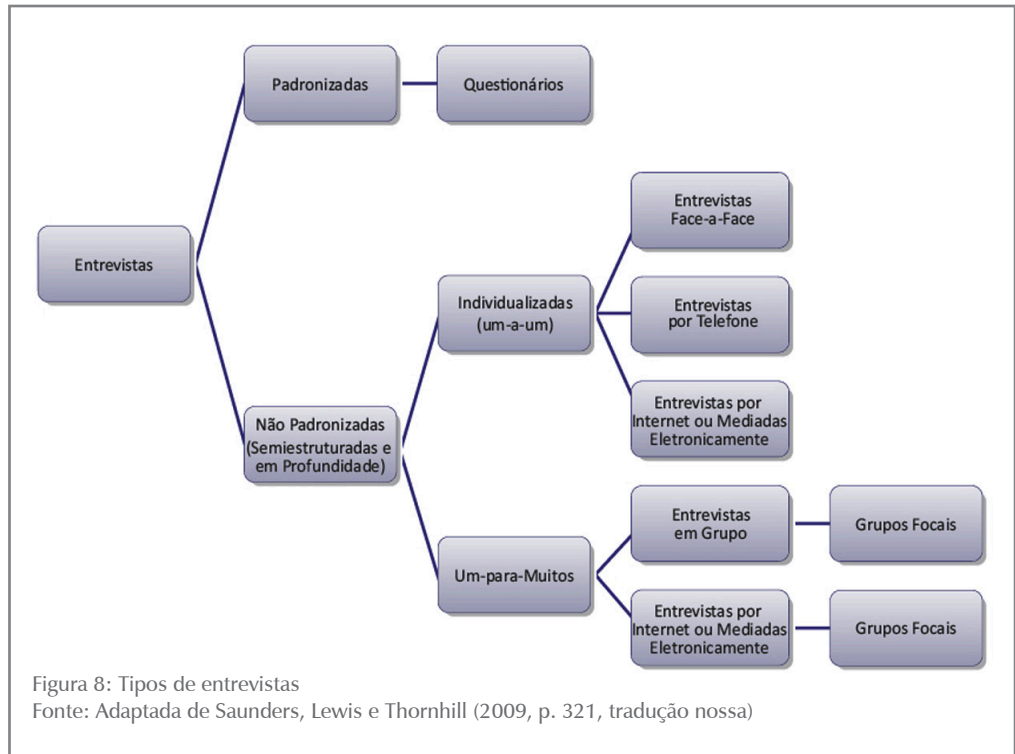 Padronizadas
Questionários
Entrevistas
Não Padronizadas
(Semiestruturadas e
em Profundidade)
Individualizadas
(um-a-um)
Entrevistas
Face-a-Face
Entrevistas
por Telefone
Entrevistas por
Internet ou Mediadas
Eletronicamente
Um-para-Muitos
Entrevistas
em Grupo
Grupos Focais
Entrevistas por
Internet ou Mediadas
Eletronicamente
Grupos Focais
Figura 8: Tipos de entrevistas
Fonte: Adaptada de Saunders, Lewis e Thornhill (2009, p. 321, tradução nossa)